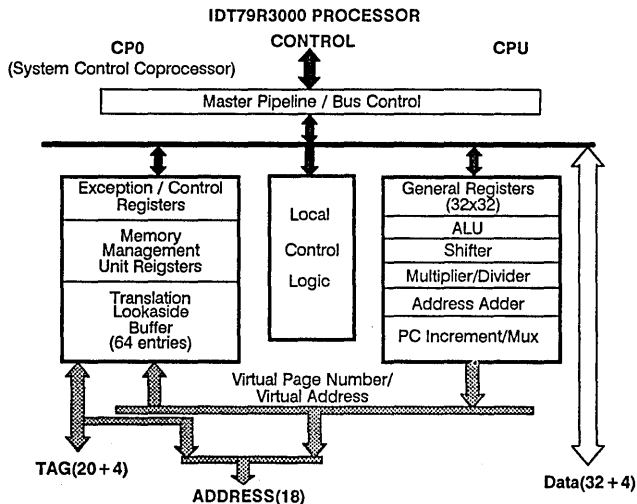 IDT79R3000 PROCESSOR
CP0
(System Control Coprocessor)
CONTROL
CPU
Master Pipeline / Bus Control
Exception / Control
Registers
Memory
Management
Unit Reigsters
Translation
Lookaside
Buffer
(64 entries)
Local
Control
Logic
General Registers
(32x32)
ALU
Shifter
Multiplier/Divider
Address Adder
PC Increment/Mux
Virtual Page Number/
Virtual Address
TAG(20+4)
ADDRESS(18)
Data(32+4)